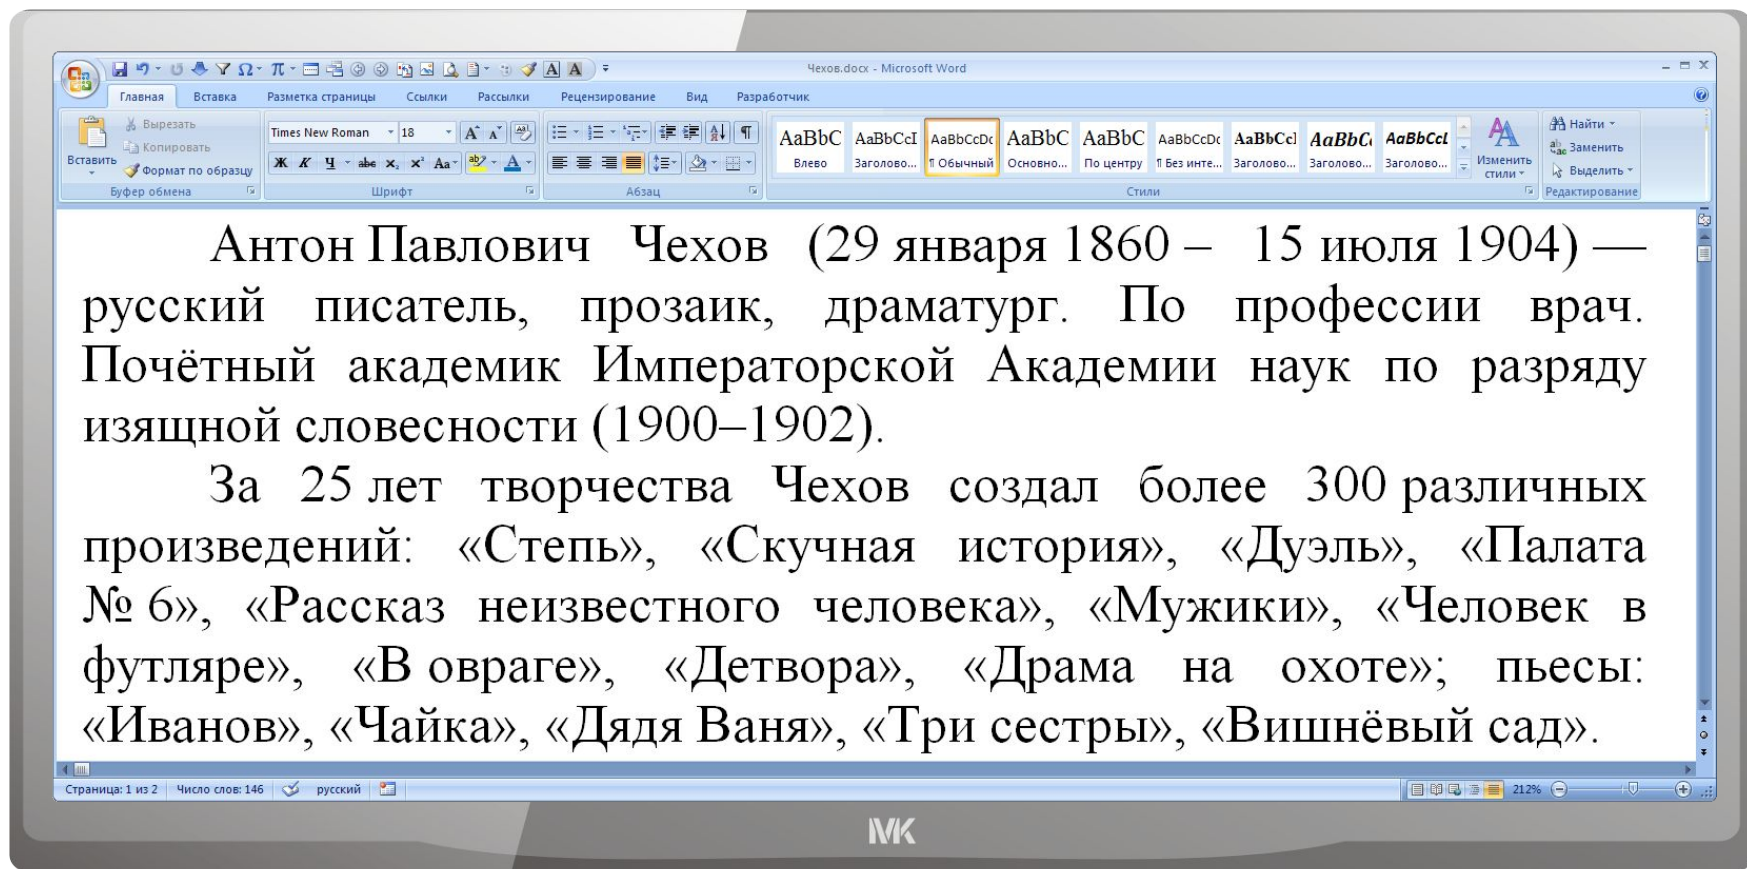 Чехов.docx - Microsoft Word
Главная Вставка Разметка страницы Ссылки Рассылки Рецензирование Вид Разработчик
Вставить
Вырезать
Копировать
Формат по образцу
Буфер обмена
Times New Roman 18
Ж К Ч abc x₂ x² Aa
Шрифт
Абзац
AaBbC AaBbCcI AaBbCcDc AaBbC AaBbC AaBbCcDc AaBbCcI AaBbC AaBbCcL
Влево Заголово... ¶ Обычный Основно... По центру ¶ Без инте... Заголово... Заголово... Заголово...
Изменить стили
Стили
Найти
Заменить
Выделить
Редактирование
Антон Павлович Чехов (29 января 1860 – 15 июля 1904) —
русский писатель, прозаик, драматург. По профессии врач.
Почётный академик Императорской Академии наук по разряду
изящной словесности (1900–1902).
За 25 лет творчества Чехов создал более 300 различных
произведений: «Степь», «Скучная история», «Дуэль», «Палата
№ 6», «Рассказ неизвестного человека», «Мужики», «Человек в
футляре», «В овраге», «Детвора», «Драма на охоте»; пьесы:
«Иванов», «Чайка», «Дядя Ваня», «Три сестры», «Вишнёвый сад».
Страница: 1 из 2 Число слов: 146 русский 212%
МК